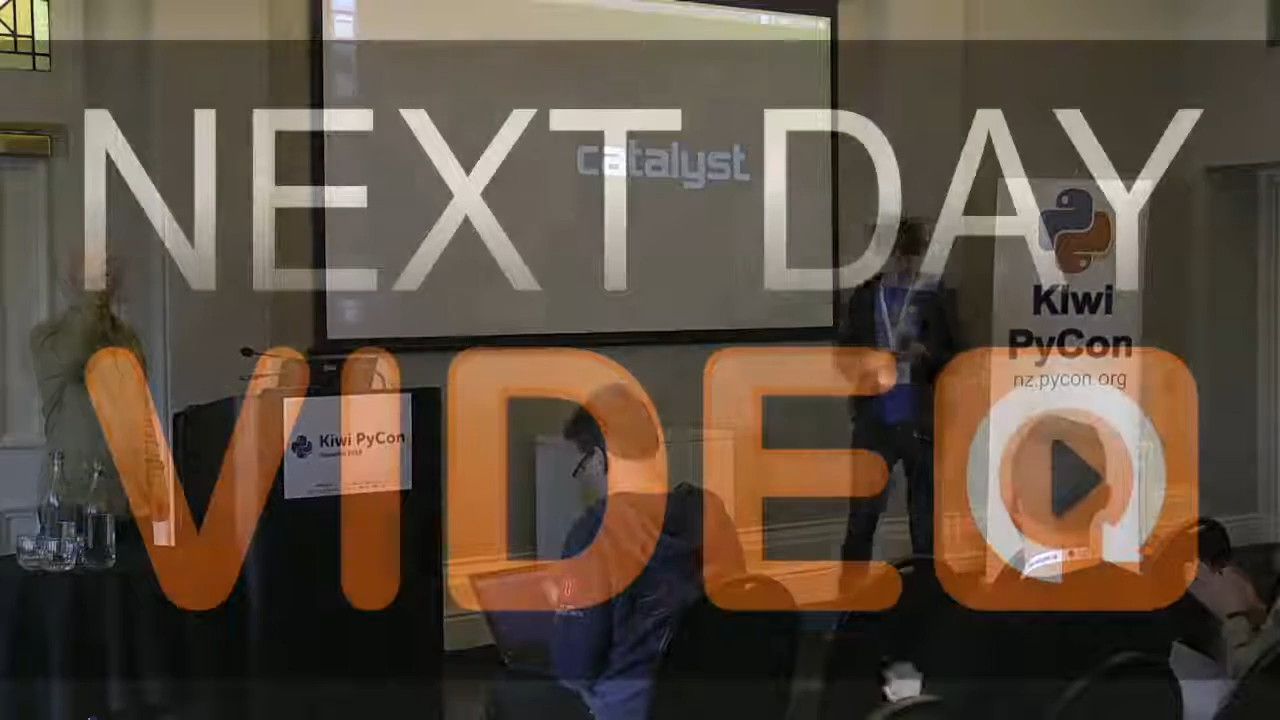 NEXT DAY
VIDEO
catalyst
Kiwi
PyCon
nz.pycon.org
Kiwi PyCon